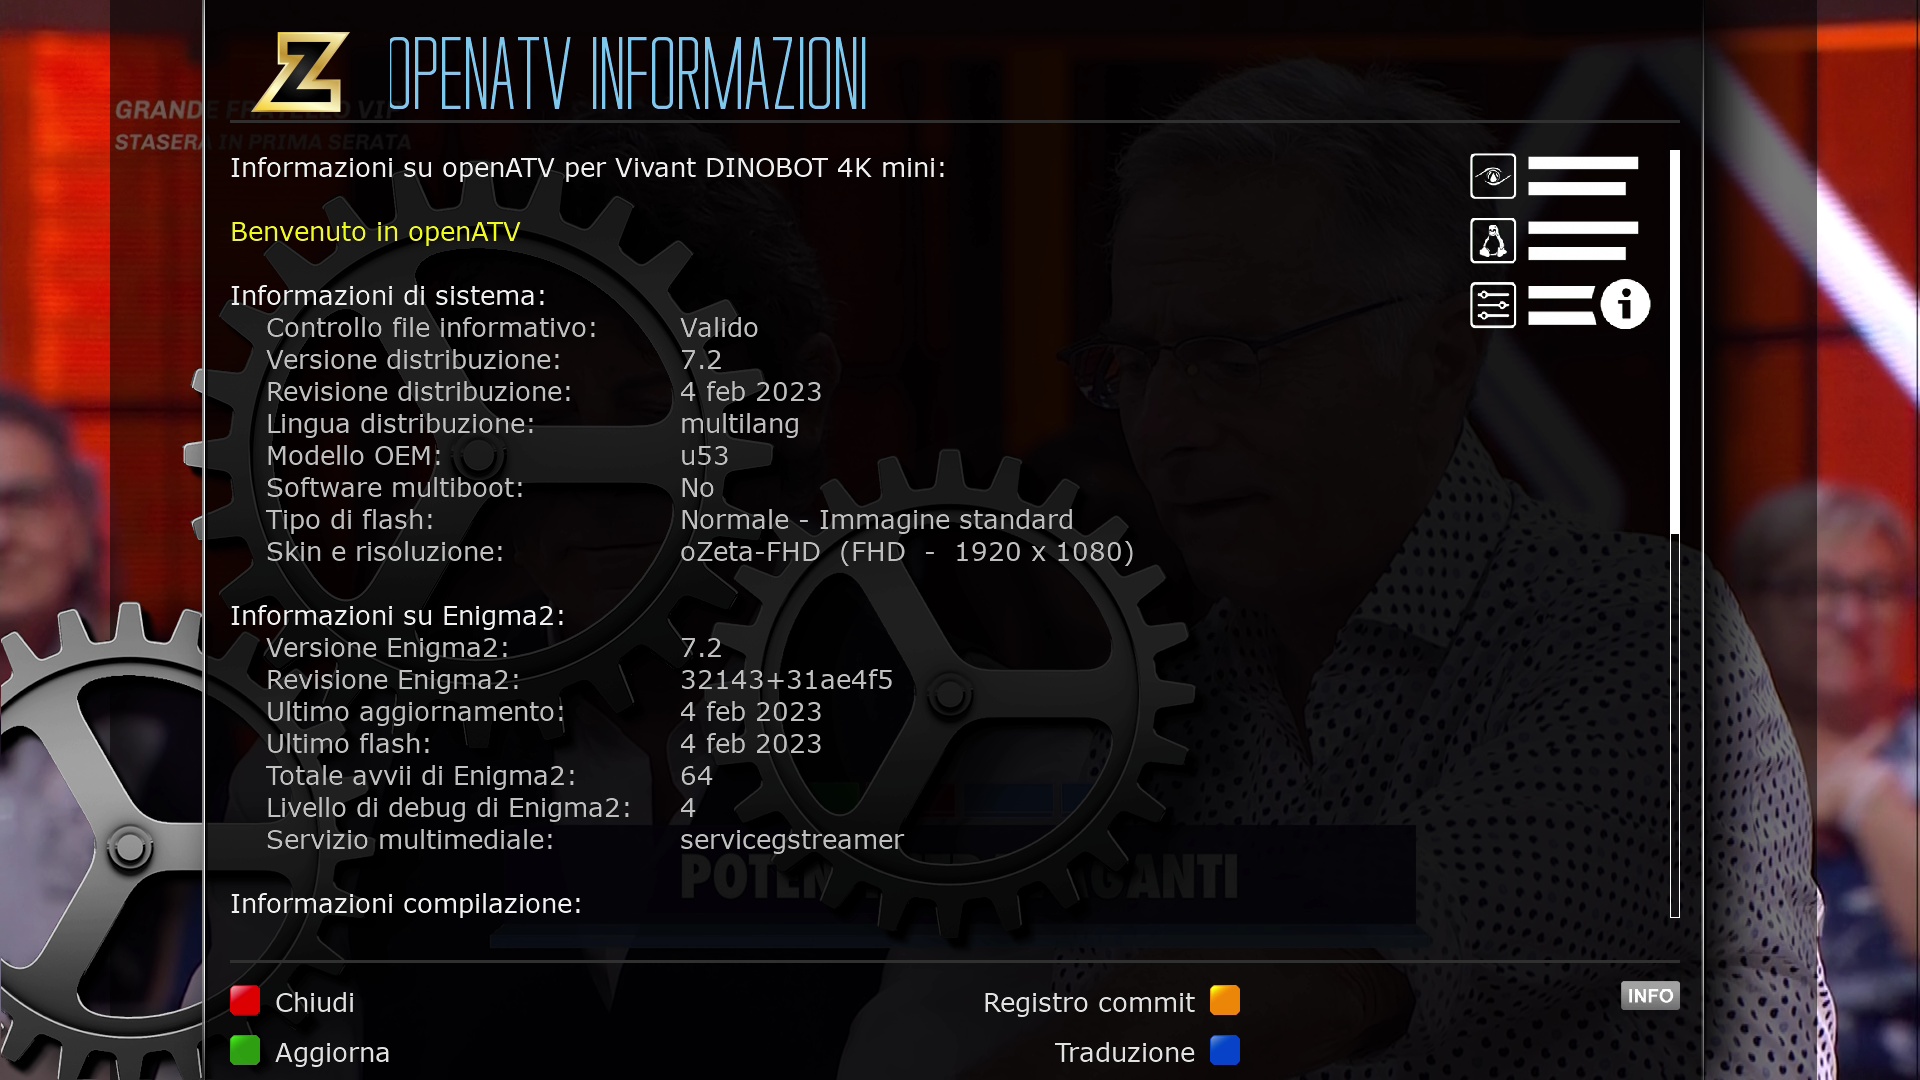 OPENATV INFORMAZIONI
GRANDE FRATELLO VIP
STASERA IN PRIMA SERATA
Informazioni su openATV per Vivant DINOBOT 4K mini:
Benvenuto in openATV
Informazioni di sistema:
Controllo file informativo: Valido
Versione distribuzione: 7.2
Revisione distribuzione: 4 feb 2023
Lingua distribuzione: multilang
Modello OEM: u53
Software multiboot: No
Tipo di flash: Normale - Immagine standard
Skin e risoluzione: oZeta-FHD (FHD - 1920 x 1080)
Informazioni su Enigma2:
Versione Enigma2: 7.2
Revisione Enigma2: 32143+31ae4f5
Ultimo aggiornamento: 4 feb 2023
Ultimo flash: 4 feb 2023
Totale avvii di Enigma2: 64
Livello di debug di Enigma2: 4
Servizio multimediale: servicegstreamer
Informazioni compilazione:
Chiudi
Registro commit
INFO
Aggiorna
Traduzione